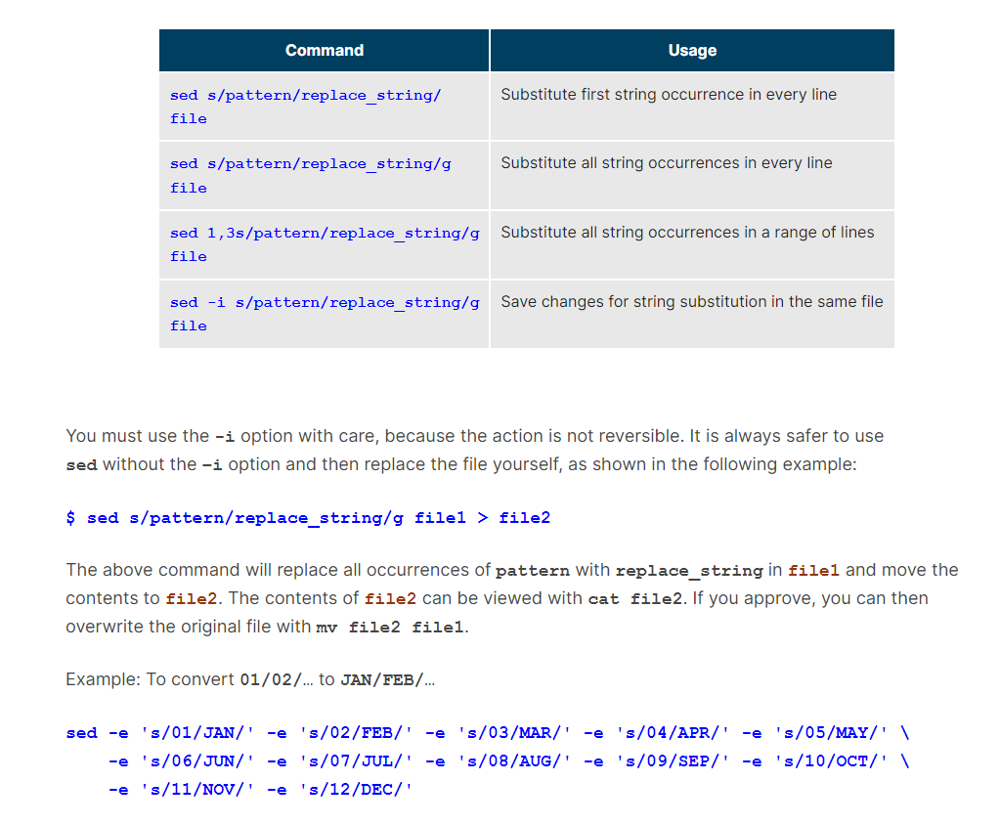 Command Usage
sed s/pattern/replace_string/ Substitute first string occurrence in every line
file
sed s/pattern/replace_string/g Substitute all string occurrences in every line
file
sed 1,3s/pattern/replace_string/g Substitute all string occurrences in a range of lines
file
sed -i s/pattern/replace_string/g Save changes for string substitution in the same file
file
You must use the -i option with care, because the action is not reversible. It is always safer to use
sed without the –i option and then replace the file yourself, as shown in the following example:
$ sed s/pattern/replace_string/g file1 > file2
The above command will replace all occurrences of pattern with replace_string in file1 and move the
contents to file2. The contents of file2 can be viewed with cat file2. If you approve, you can then
overwrite the original file with mv file2 file1.
Example: To convert 01/02/… to JAN/FEB/…
sed -e 's/01/JAN/' -e 's/02/FEB/' -e 's/03/MAR/' -e 's/04/APR/' -e 's/05/MAY/' \
-e 's/06/JUN/' -e 's/07/JUL/' -e 's/08/AUG/' -e 's/09/SEP/' -e 's/10/OCT/' \
-e 's/11/NOV/' -e 's/12/DEC/'